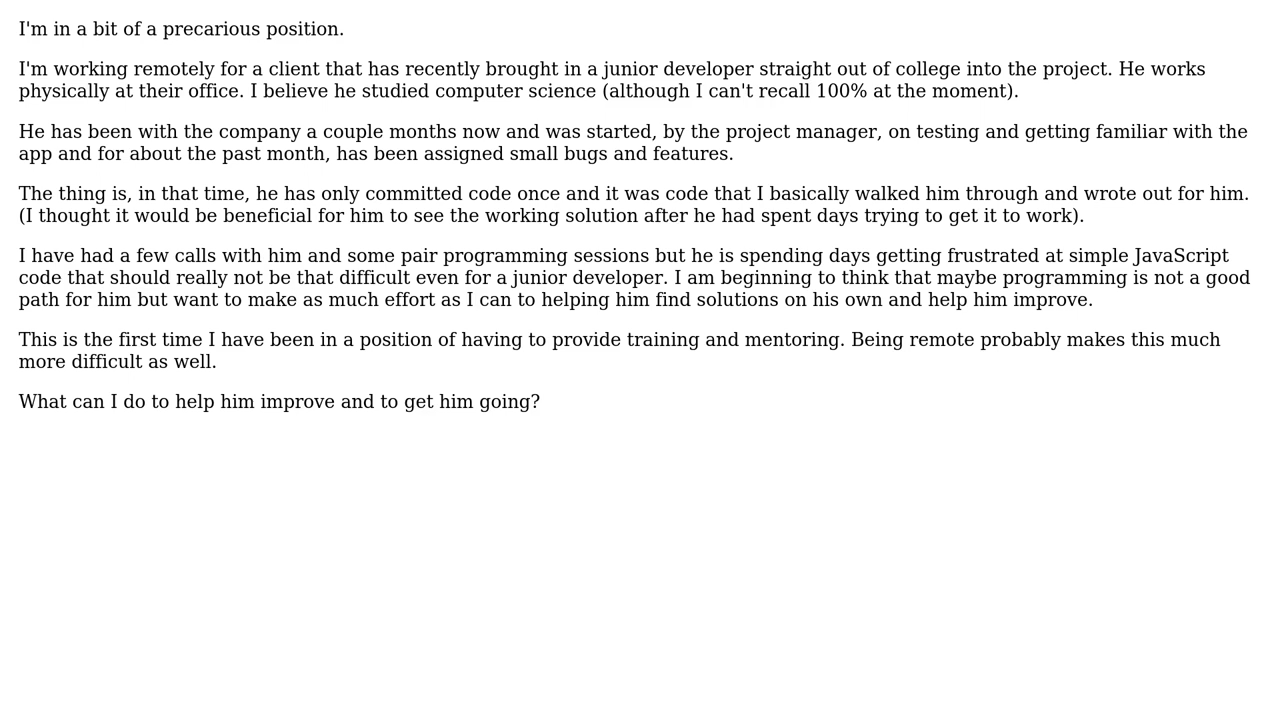 I'm in a bit of a precarious position.
I'm working remotely for a client that has recently brought in a junior developer straight out of college into the project. He works
physically at their office. I believe he studied computer science (although I can't recall 100% at the moment).
He has been with the company a couple months now and was started, by the project manager, on testing and getting familiar with the
app and for about the past month, has been assigned small bugs and features.
The thing is, in that time, he has only committed code once and it was code that I basically walked him through and wrote out for him.
(I thought it would be beneficial for him to see the working solution after he had spent days trying to get it to work).
I have had a few calls with him and some pair programming sessions but he is spending days getting frustrated at simple JavaScript
code that should really not be that difficult even for a junior developer. I am beginning to think that maybe programming is not a good
path for him but want to make as much effort as I can to helping him find solutions on his own and help him improve.
This is the first time I have been in a position of having to provide training and mentoring. Being remote probably makes this much
more difficult as well.
What can I do to help him improve and to get him going?